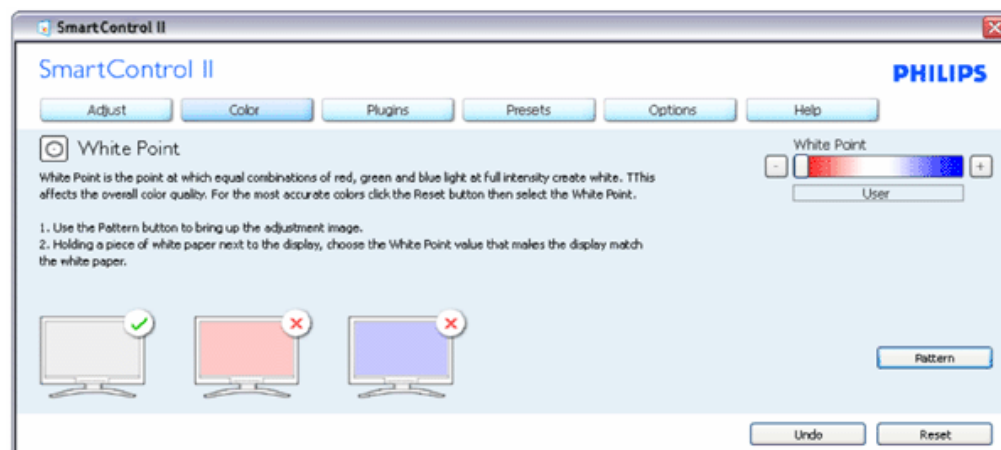 SmartControl II
SmartControl II
PHILIPS
Adjust Color Plugins Presets Options Help
White Point
White Point is the point at which equal combinations of red, green and blue light at full intensity create white. TThis
affects the overall color quality. For the most accurate colors click the Reset button then select the White Point.
1. Use the Pattern button to bring up the adjustment image.
2. Holding a piece of white paper next to the display, choose the White Point value that makes the display match
the white paper.
White Point
- +
User
Pattern
Undo Reset